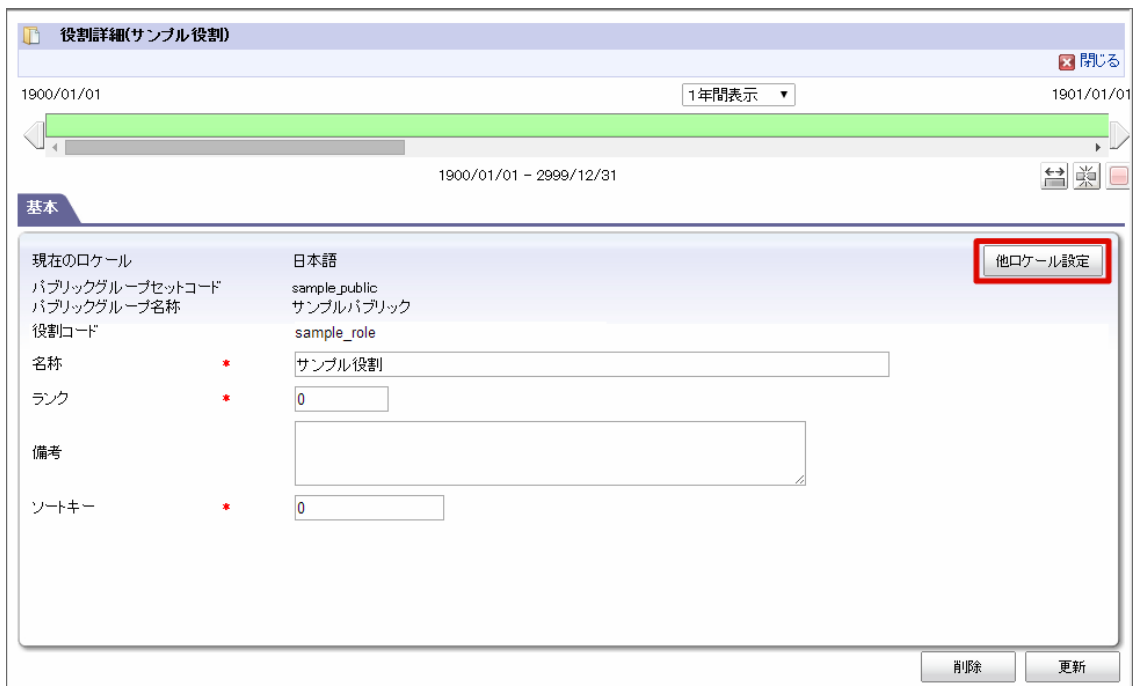 役割詳細(サンプル役割)
閉じる
1900/01/01 1年間表示 1901/01/01
1900/01/01 - 2999/12/31
基本
現在のロケール 日本語 他ロケール設定
パブリックグループセットコード sample_public
パブリックグループ名称 サンプルパブリック
役割コード sample_role
名称 * サンプル役割
ランク * 0
備考
ソートキー * 0
削除 更新